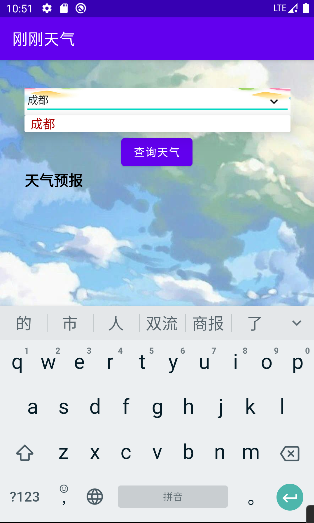 10:51 LTE
刚刚天气
成都
成都
查询天气
天气预报
的 市 人 双流 商报 了
1 2 3 4 5 6 7 8 9 0
q w e r t y u i o p
a s d f g h j k l
z x c v b n m
?123 , 拼音 。